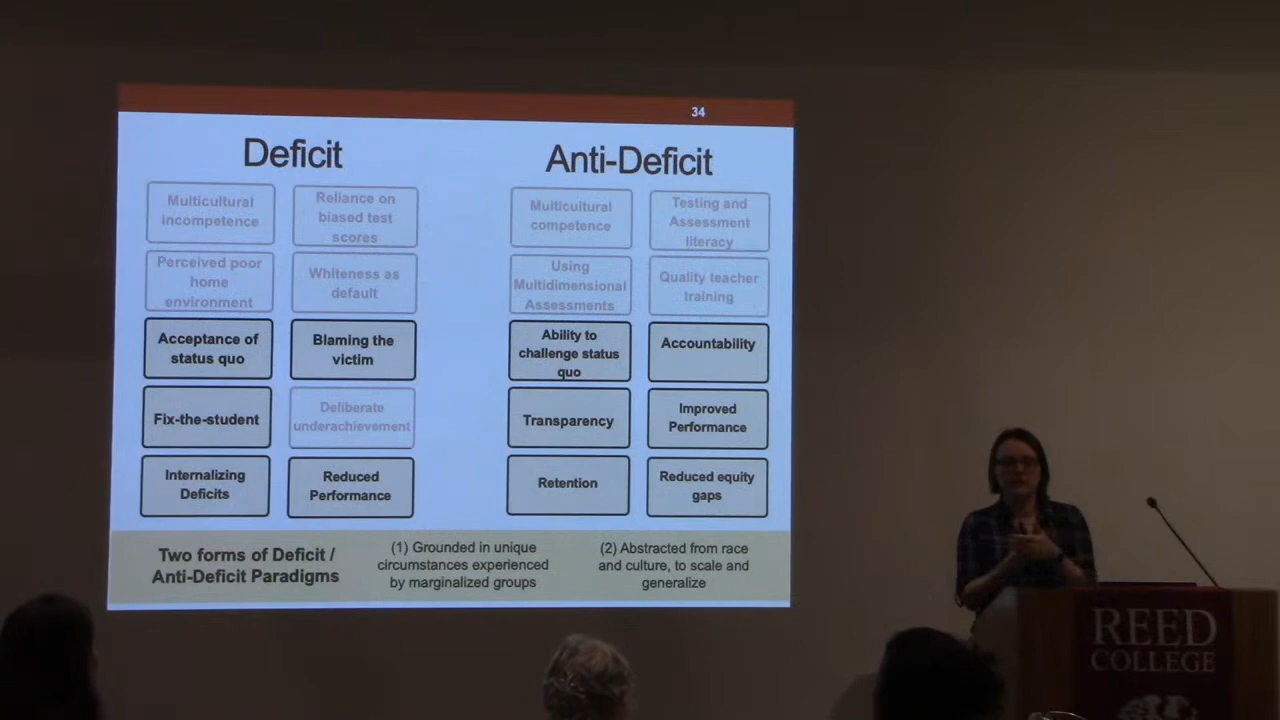 34
Deficit
Anti-Deficit
Multicultural
incompetence
Reliance on
biased test
scores
Multicultural
competence
Testing and
Assessment
literacy
Perceived poor
home
environment
Whiteness as
default
Using
Multidimensional
Assessments
Quality teacher
training
Acceptance of
status quo
Blaming the
victim
Ability to
challenge status
quo
Accountability
Fix-the-student
Deliberate
underachievement
Transparency
Improved
Performance
Internalizing
Deficits
Reduced
Performance
Retention
Reduced equity
gaps
Two forms of Deficit /
Anti-Deficit Paradigms
(1) Grounded in unique
circumstances experienced
by marginalized groups
(2) Abstracted from race
and culture, to scale and
generalize
REED
COLLEGE